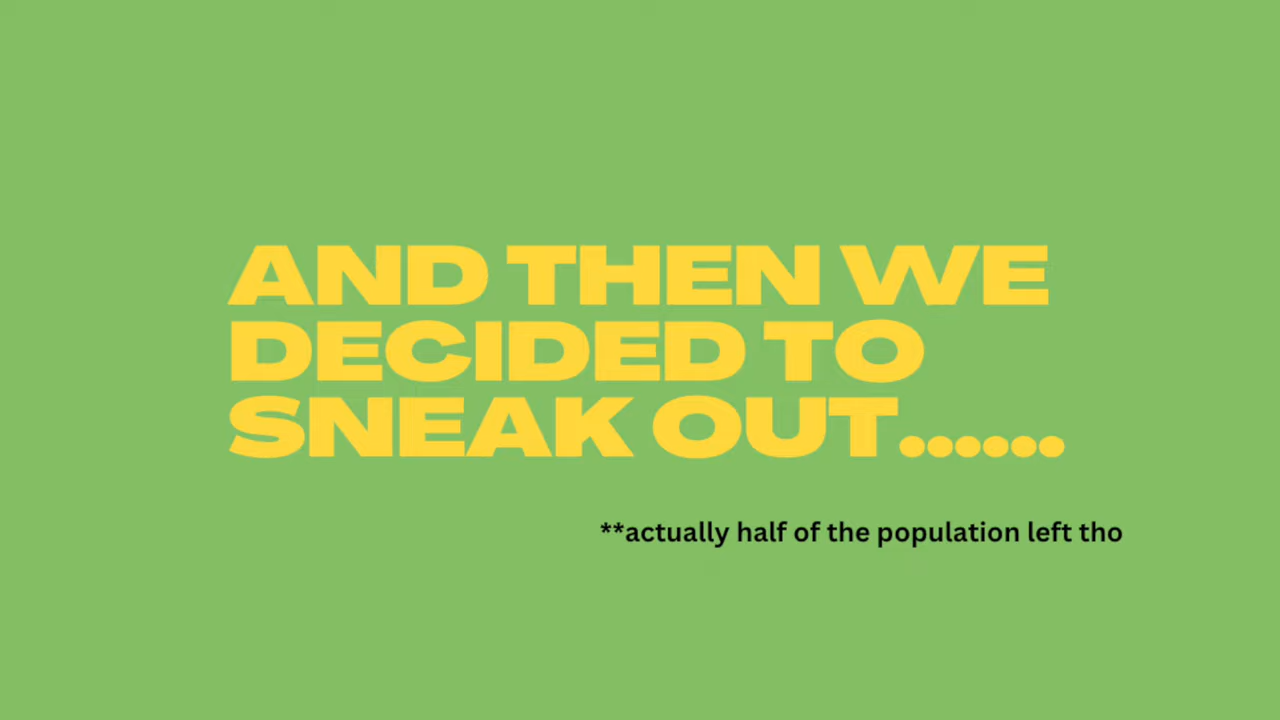 AND THEN WE
DECIDED TO
SNEAK OUT......
**actually half of the population left tho